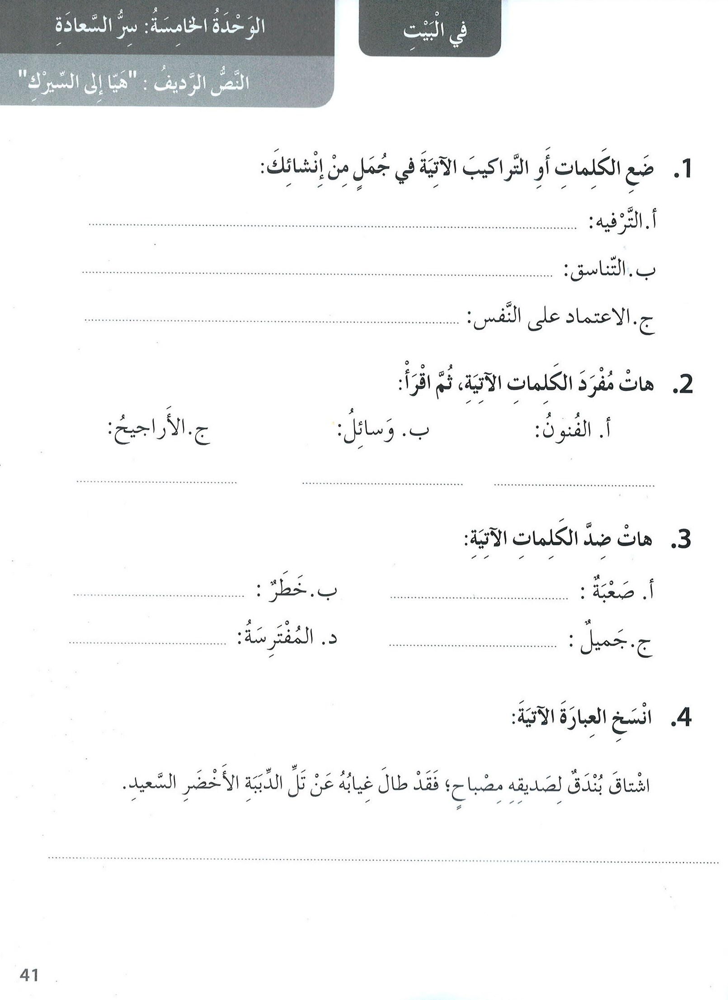 في الْبَيْتِ
الوَحْدَةُ الخامِسَةُ: سِرُّ السَّعادَةِ
النَّصُّ الرَّديفُ : "هَيّا إِلى السِّيرْكِ"
1. ضَعِ الكَلِماتِ أَوِ التَّراكيبَ الآتِيَةَ في جُمَلٍ مِنْ إِنْشائِكَ:
أ.التَّرْفيه:
ب.التّناسق:
ج.الاعتماد على النَّفس:
2. هاتْ مُفْرَدَ الكَلِماتِ الآتِيَةِ، ثُمَّ اقْرَأْ:
أ. الفُنونُ: ب. وَسائِلُ: ج.الأَراجيحُ:
3. هاتْ ضِدَّ الكَلِماتِ الآتِيَةِ:
أ. صَعْبَةٌ : ب.خَطَرٌ :
ج.جَميلٌ : د. المُفْتَرِسَةُ:
4. انْسَخِ العِبارَةَ الآتيَةَ:
اشْتاقَ بُنْدَقٌ لِصَديقِهِ مِصْباحٍ؛ فَقَدْ طالَ غِيابُهُ عَنْ تَلِّ الدِّبَبَةِ الأَخْضَرِ السَّعيدِ.
41